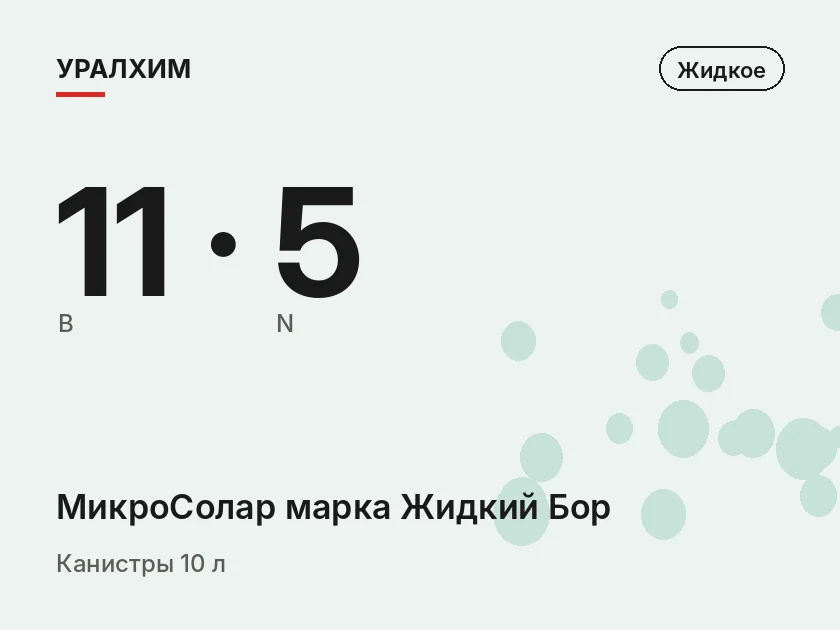 УРАЛХИМ
Жидкое
11 · 5
B N
МикроСолар марка Жидкий Бор
Канистры 10 л